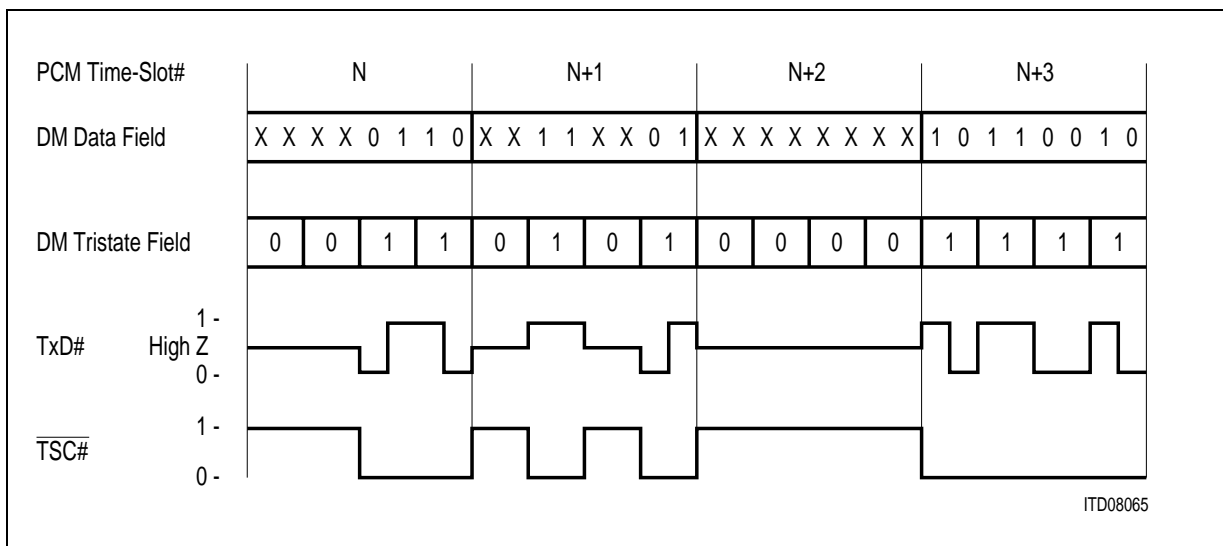 PCM Time-Slot# N N+1 N+2 N+3
DM Data Field X X X X 0 1 1 0 X X 1 1 X X 0 1 X X X X X X X X 1 0 1 1 0 0 1 0
DM Tristate Field 0 0 1 1 0 1 0 1 0 0 0 0 1 1 1 1
1 -
TxD# High Z
0 -
1 -
TSC#
0 -
ITD08065